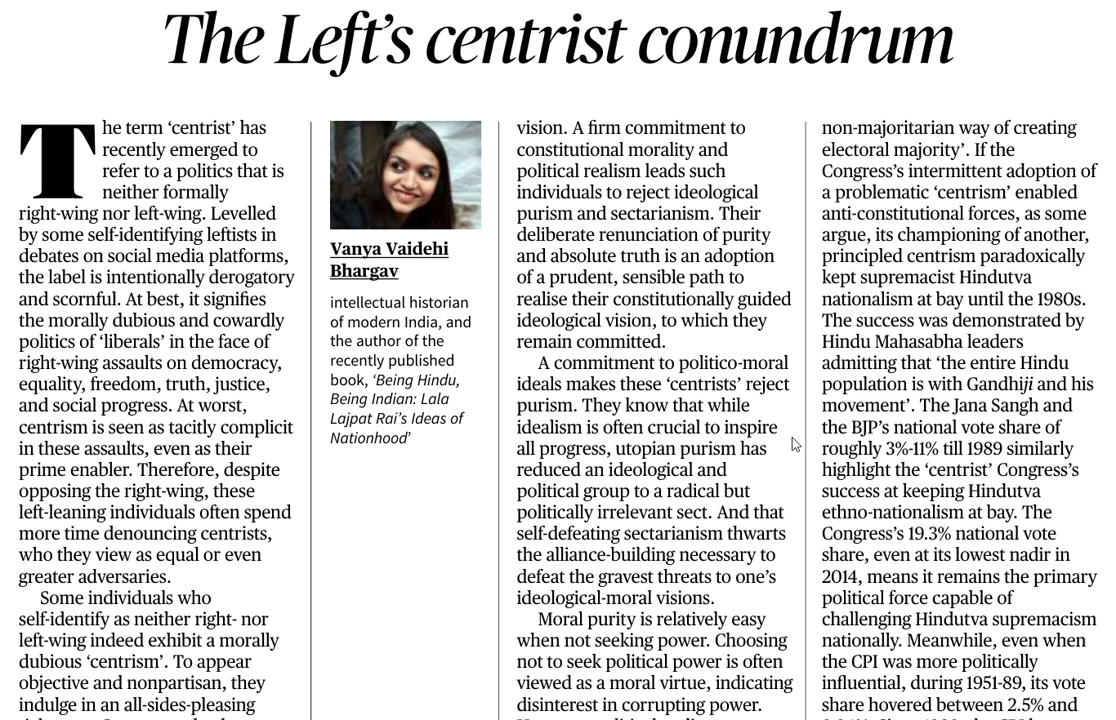 The Left's centrist conundrum
The term ‘centrist’ has
recently emerged to
refer to a politics that is
neither formally
right-wing nor left-wing. Levelled
by some self-identifying leftists in
debates on social media platforms,
the label is intentionally derogatory
and scornful. At best, it signifies
the morally dubious and cowardly
politics of ‘liberals’ in the face of
right-wing assaults on democracy,
equality, freedom, truth, justice,
and social progress. At worst,
centrism is seen as tacitly complicit
in these assaults, even as their
prime enabler. Therefore, despite
opposing the right-wing, these
left-leaning individuals often spend
more time denouncing centrists,
who they view as equal or even
greater adversaries.
Some individuals who
self-identify as neither right- nor
left-wing indeed exhibit a morally
dubious ‘centrism’. To appear
objective and nonpartisan, they
indulge in an all-sides-pleasing
Vanya Vaidehi
Bhargav
intellectual historian
of modern India, and
the author of the
recently published
book, ‘Being Hindu,
Being Indian: Lala
Lajpat Rai’s Ideas of
Nationhood’
vision. A firm commitment to
constitutional morality and
political realism leads such
individuals to reject ideological
purism and sectarianism. Their
deliberate renunciation of purity
and absolute truth is an adoption
of a prudent, sensible path to
realise their constitutionally guided
ideological vision, to which they
remain committed.
A commitment to politico-moral
ideals makes these ‘centrists’ reject
purism. They know that while
idealism is often crucial to inspire
all progress, utopian purism has
reduced an ideological and
political group to a radical but
politically irrelevant sect. And that
self-defeating sectarianism thwarts
the alliance-building necessary to
defeat the gravest threats to one’s
ideological-moral visions.
Moral purity is relatively easy
when not seeking power. Choosing
not to seek political power is often
viewed as a moral virtue, indicating
disinterest in corrupting power.
non-majoritarian way of creating
electoral majority’. If the
Congress’s intermittent adoption of
a problematic ‘centrism’ enabled
anti-constitutional forces, as some
argue, its championing of another,
principled centrism paradoxically
kept supremacist Hindutva
nationalism at bay until the 1980s.
The success was demonstrated by
Hindu Mahasabha leaders
admitting that ‘the entire Hindu
population is with Gandhiji and his
movement’. The Jana Sangh and
the BJP’s national vote share of
roughly 3%-11% till 1989 similarly
highlight the ‘centrist’ Congress’s
success at keeping Hindutva
ethno-nationalism at bay. The
Congress’s 19.3% national vote
share, even at its lowest nadir in
2014, means it remains the primary
political force capable of
challenging Hindutva supremacism
nationally. Meanwhile, even when
the CPI was more politically
influential, during 1951-89, its vote
share hovered between 2.5% and